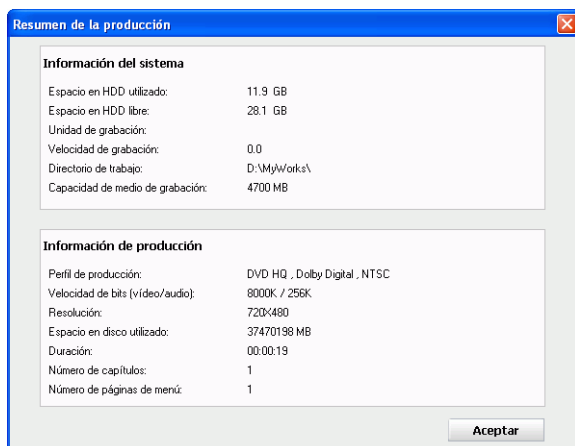 Resumen de la producción
Información del sistema
Espacio en HDD utilizado: 11.9 GB
Espacio en HDD libre: 28.1 GB
Unidad de grabación:
Velocidad de grabación: 0.0
Directorio de trabajo: D:\MyWorks\
Capacidad de medio de grabación: 4700 MB
Información de producción
Perfil de producción: DVD HQ , Dolby Digital , NTSC
Velocidad de bits (vídeo/audio): 8000K / 256K
Resolución: 720X480
Espacio en disco utilizado: 37470198 MB
Duración: 00:00:19
Número de capítulos: 1
Número de páginas de menú: 1
Aceptar